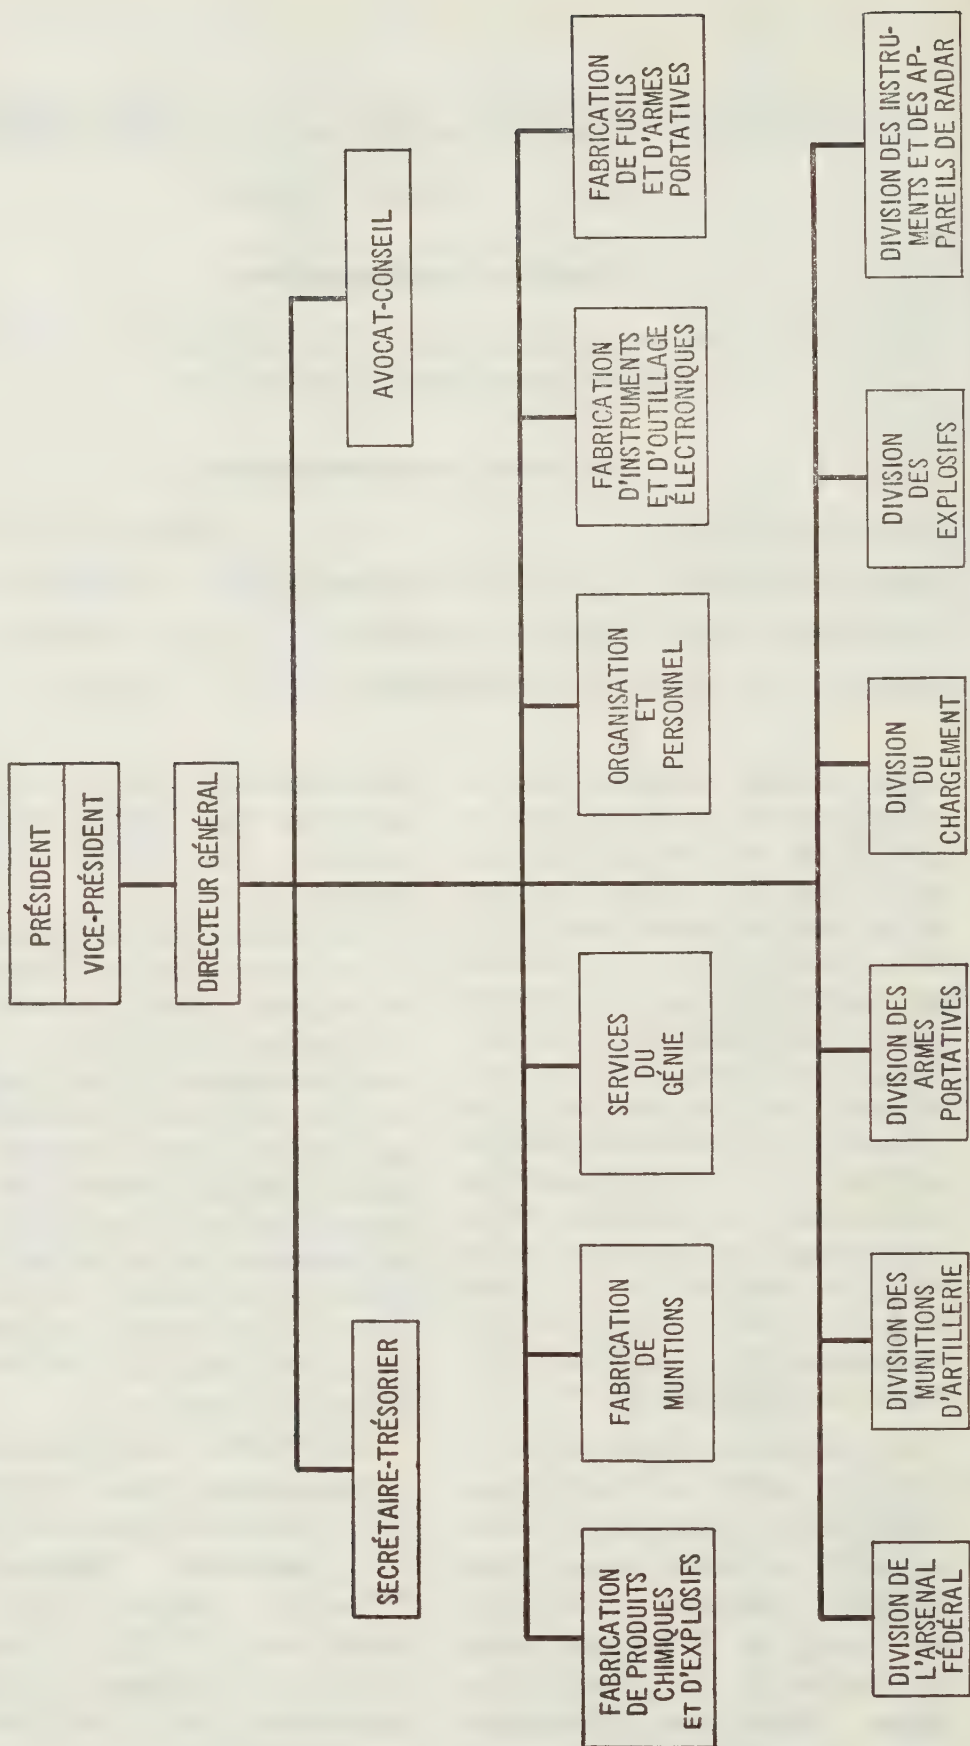 PRÉSIDENT
VICE-PRÉSIDENT
DIRECTEUR GÉNÉRAL
SECRÉTAIRE-TRÉSORIER
AVOCAT-CONSEIL
FABRICATION
DE PRODUITS
CHIMIQUES
ET D'EXPLOSIFS
FABRICATION
DE
MUNITIONS
SERVICES
DU
GÉNIE
ORGANISATION
ET
PERSONNEL
FABRICATION
D'INSTRUMENTS
ET D'OUTILLAGE
ÉLECTRONIQUES
FABRICATION
DE FUSILS
ET D'ARMES
PORTATIVES
DIVISION DE
L'ARSENAL
FÉDÉRAL
DIVISION DES
MUNITIONS
D'ARTILLERIE
DIVISION DES
ARMES
PORTATIVES
DIVISION
DU
CHARGEMENT
DIVISION
DES
EXPLOSIFS
DIVISION DES INSTRU-
MENTS ET DES AP-
PAREILS DE RADAR